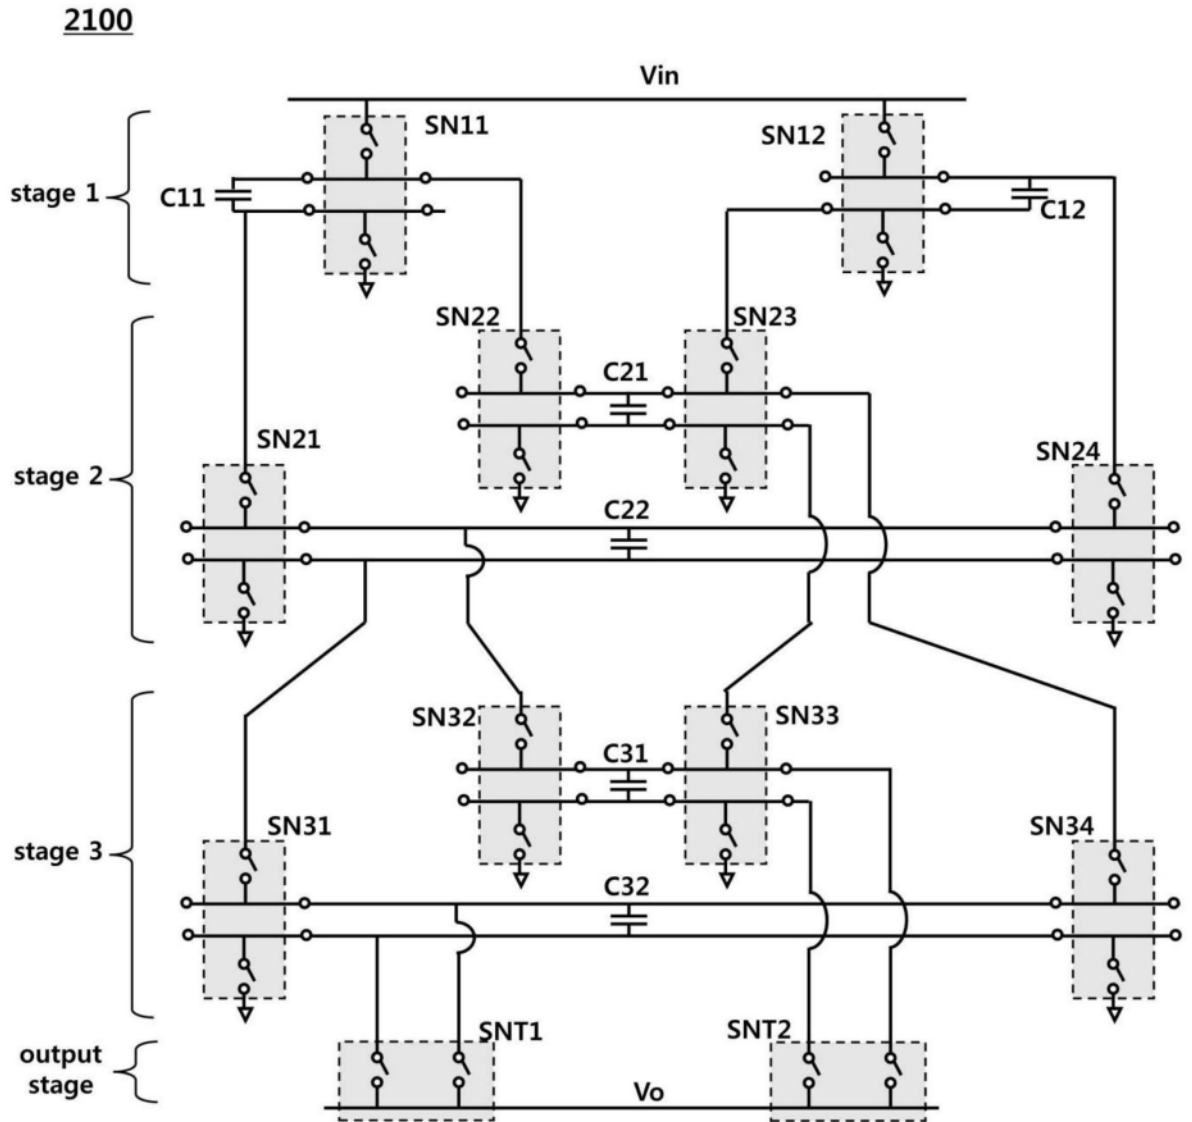 2100
Vin
SN11
SN12
stage 1
C11
C12
SN22
SN23
C21
SN21
SN24
stage 2
C22
SN32
SN33
C31
SN31
SN34
stage 3
C32
SNT1
SNT2
output
stage
Vo